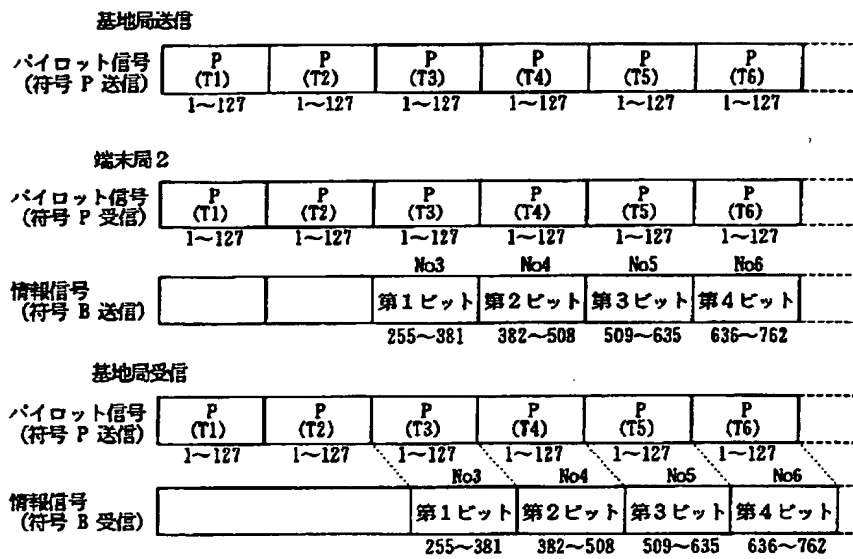 基地局送信
パイロット信号
(符号 P 送信)
P P P P P P
(T1) (T2) (T3) (T4) (T5) (T6)
1〜127 1〜127 1〜127 1〜127 1〜127 1〜127
端末局2
パイロット信号
(符号 P 受信)
P P P P P P
(T1) (T2) (T3) (T4) (T5) (T6)
1〜127 1〜127 1〜127 1〜127 1〜127 1〜127
No3 No4 No5 No6
情報信号
(符号 B 送信)
第1ビット 第2ビット 第3ビット 第4ビット
255〜381 382〜508 509〜635 636〜762
基地局受信
パイロット信号
(符号 P 送信)
P P P P P P
(T1) (T2) (T3) (T4) (T5) (T6)
1〜127 1〜127 1〜127 1〜127 1〜127 1〜127
No3 No4 No5 No6
情報信号
(符号 B 受信)
第1ビット 第2ビット 第3ビット 第4ビット
255〜381 382〜508 509〜635 636〜762